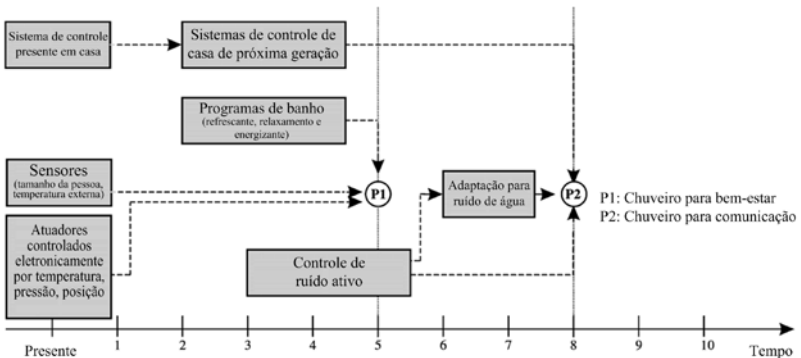 Sistema de controle
presente em casa
Sistemas de controle de
casa de próxima geração
Programas de banho
(refrescante, relaxamento e
energizante)
Sensores
(tamanho da pessoa,
temperatura externa)
P1
Adaptação para
ruído de água
P2
P1: Chuveiro para bem-estar
P2: Chuveiro para comunicação
Atuadores
controlados
eletronicamente
por temperatura,
pressão, posição
Controle de
ruído ativo
Presente 1 2 3 4 5 6 7 8 9 10 Tempo